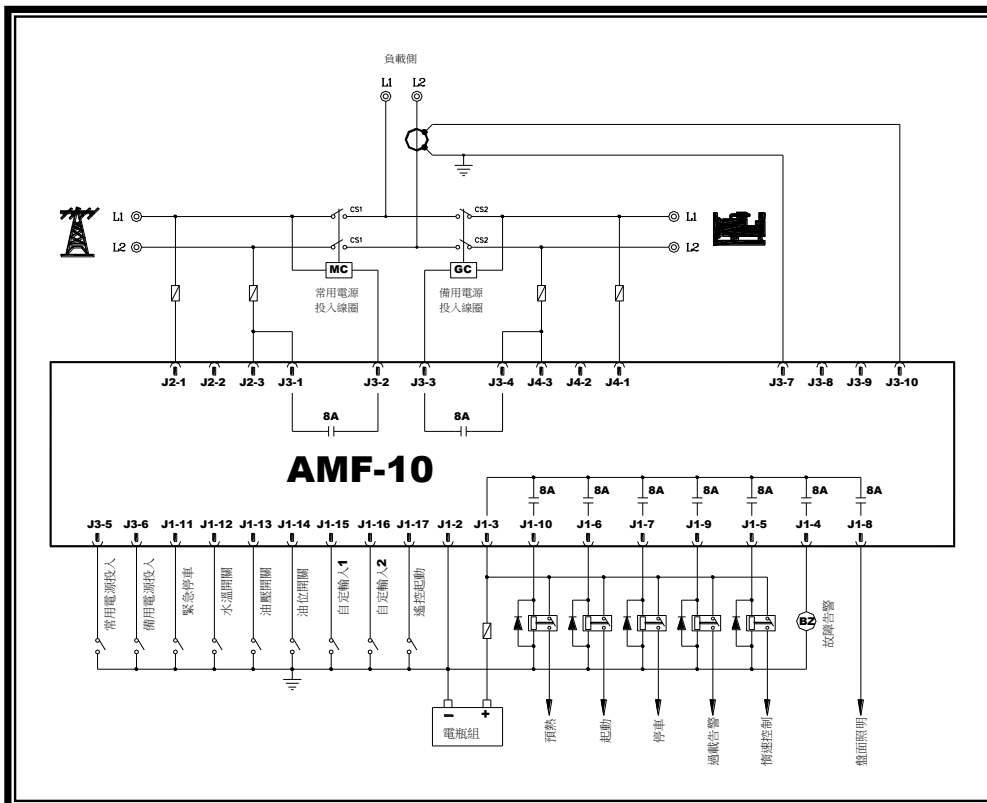 負載側
L1 L2
L1 CS1 CS2 L1
L2 CS1 CS2 L2
MC GC
常用電源 備用電源
投入線圈 投入線圈
J2-1 J2-2 J2-3 J3-1 J3-2 J3-3 J3-4 J4-3 J4-2 J4-1 J3-7 J3-8 J3-9 J3-10
8A 8A
AMF-10
8A 8A 8A 8A 8A 8A
J3-5 J3-6 J1-11 J1-12 J1-13 J1-14 J1-15 J1-16 J1-17 J1-2 J1-3 J1-10 J1-6 J1-7 J1-9 J1-5 J1-4 J1-8
常用電源投入
備用電源投入
緊急停車
水溫開關
油壓開關
油位開關
自定輸入1
自定輸入2
遙控起動
BZ
故障告警
− +
電瓶組
預熱
起動
停車
過載告警
惰速控制
盤面照明